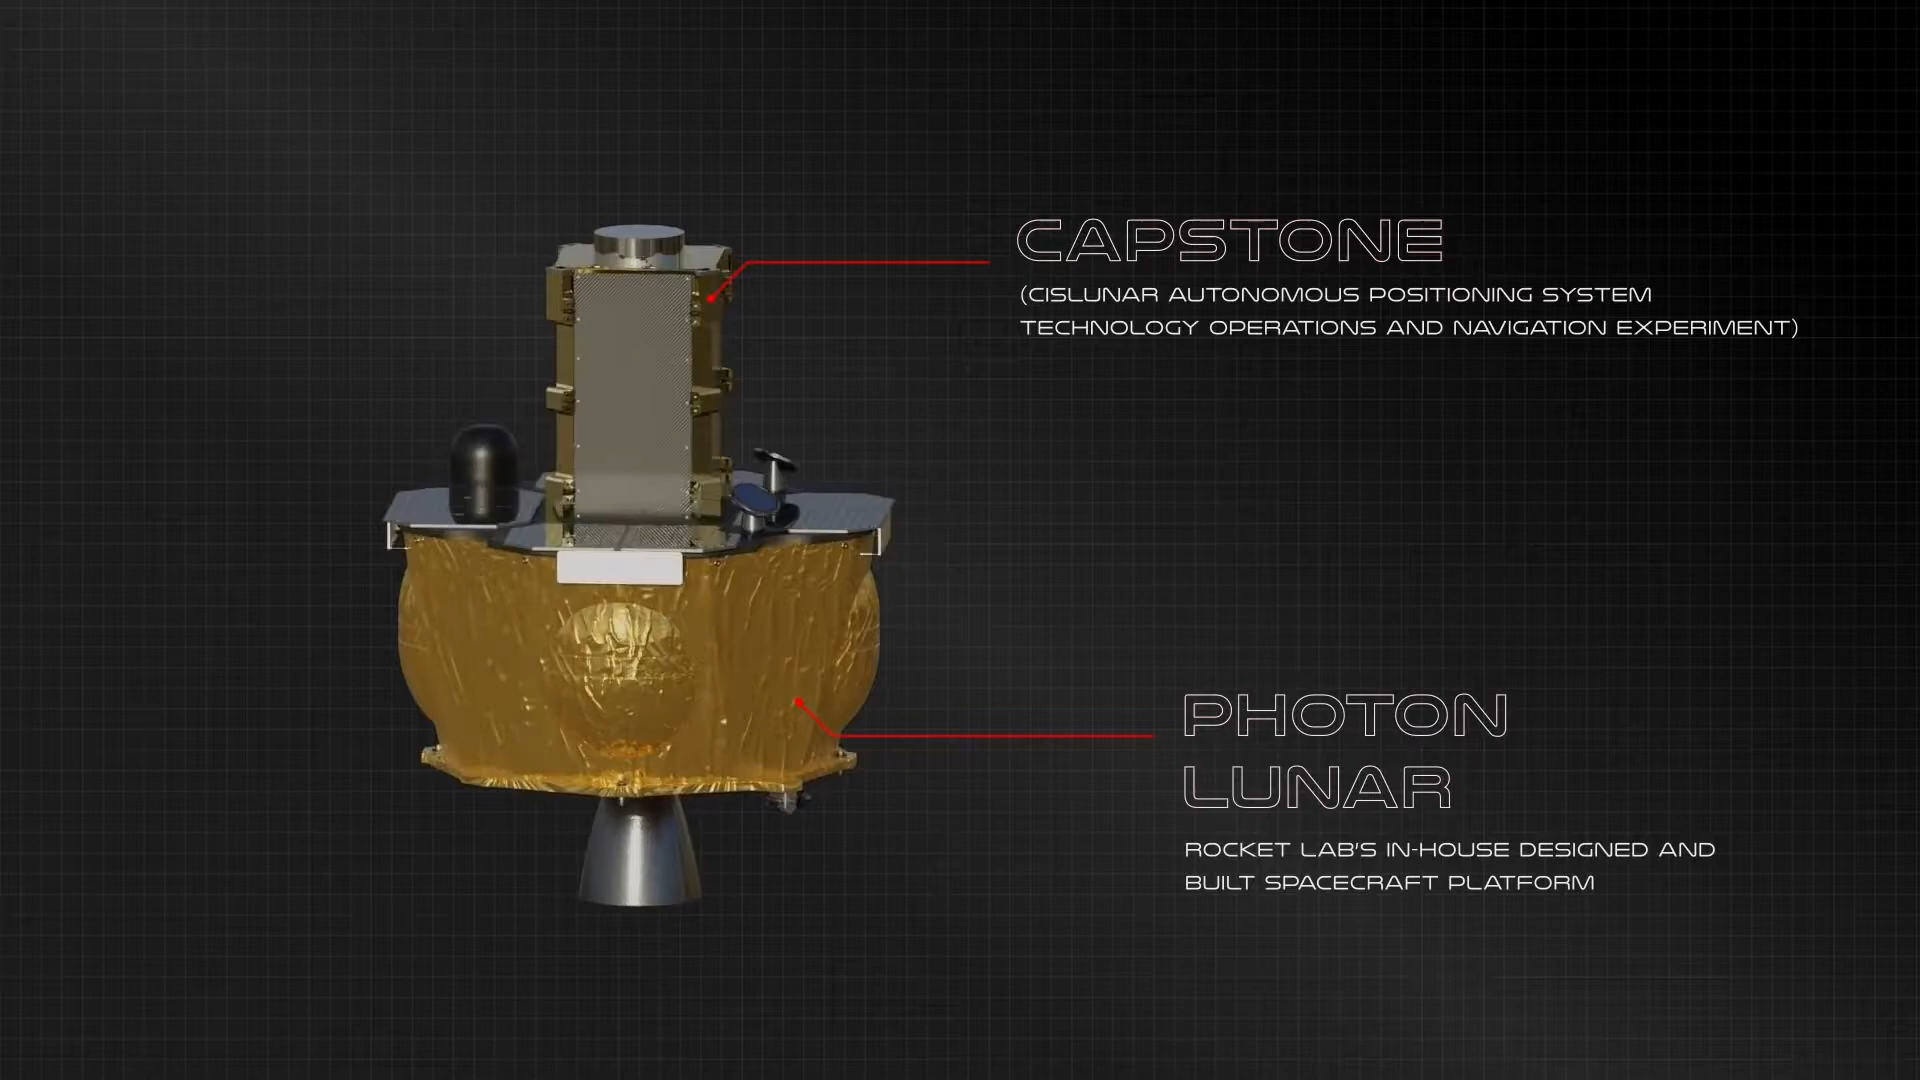 CAPSTONE
(CISLUNAR AUTONOMOUS POSITIONING SYSTEM
TECHNOLOGY OPERATIONS AND NAVIGATION EXPERIMENT)
PHOTON
LUNAR
ROCKET LAB'S IN-HOUSE DESIGNED AND
BUILT SPACECRAFT PLATFORM